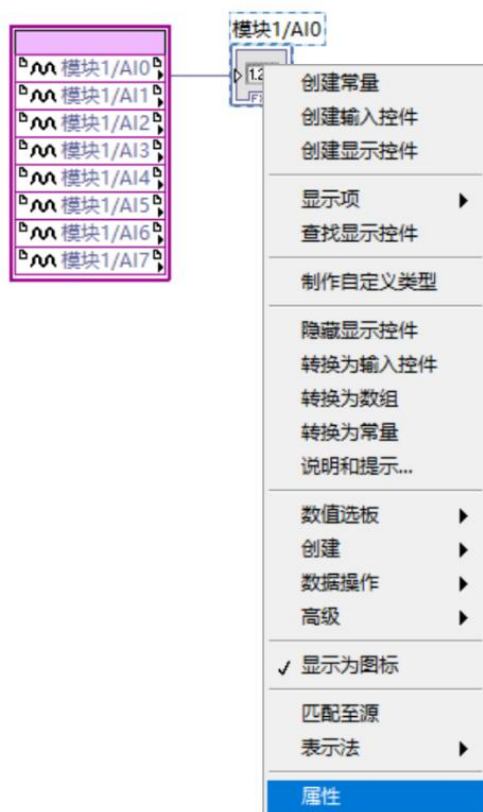 模块1/AI0
模块1/AI0
模块1/AI1
模块1/AI2
模块1/AI3
模块1/AI4
模块1/AI5
模块1/AI6
模块1/AI7
1.2
创建常量
创建输入控件
创建显示控件
显示项
查找显示控件
制作自定义类型
隐藏显示控件
转换为输入控件
转换为数组
转换为常量
说明和提示...
数值选板
创建
数据操作
高级
显示为图标
匹配至源
表示法
属性